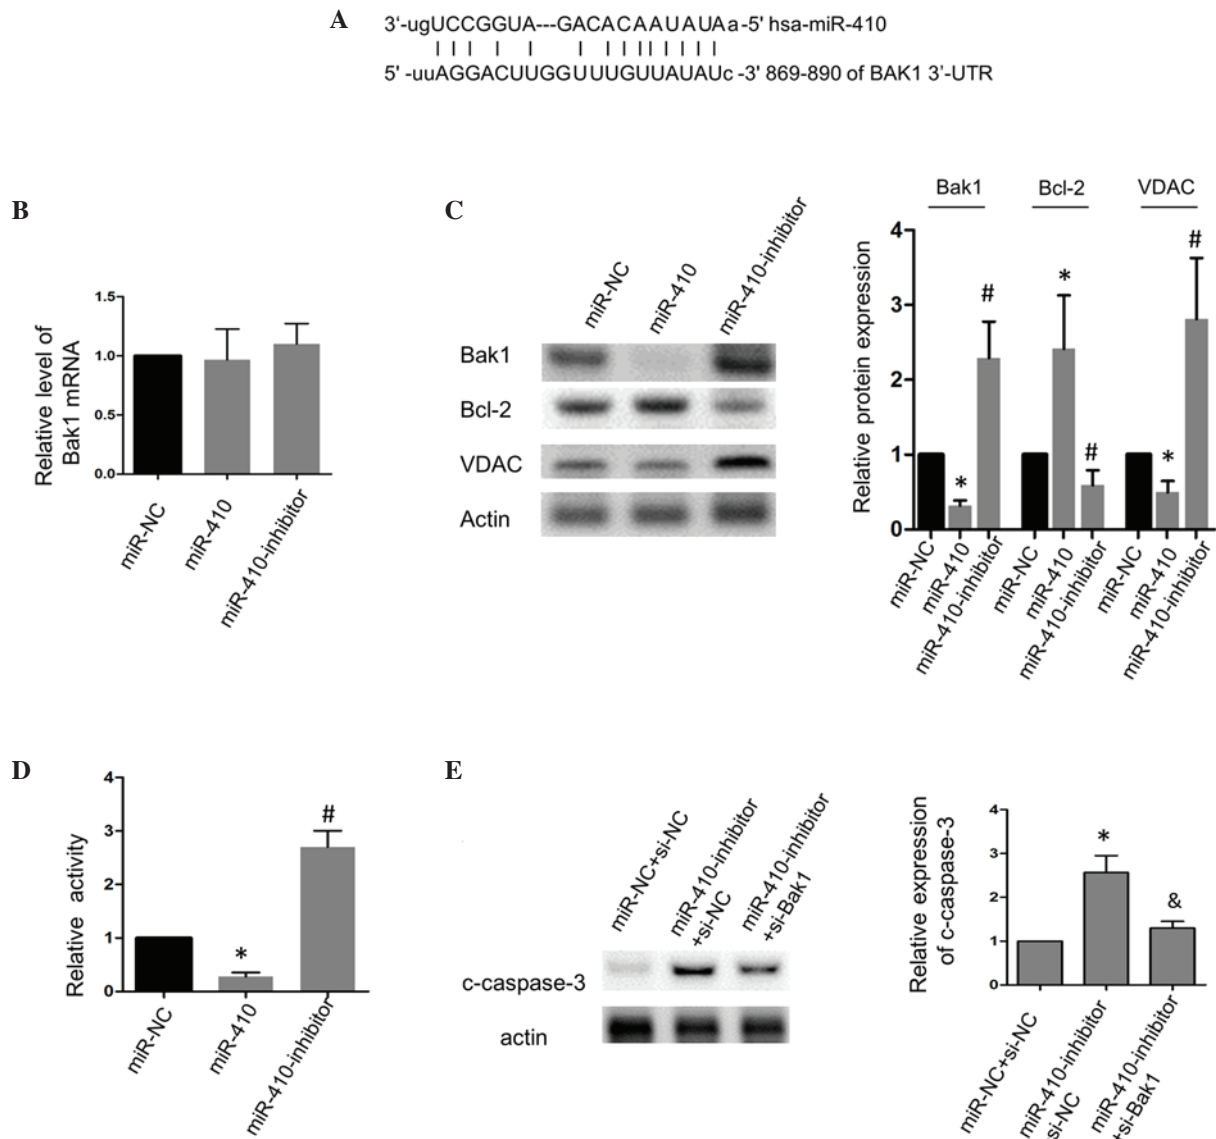 A
3‘-ugUCCGGUA---GACACAAUAUAa-5' hsa-miR-410
5' -uuAGGACUUGGUUUGUUAUAUc -3' 869-890 of BAK1 3’-UTR
B
Relative level of
Bak1 mRNA
1.5
1.0
0.5
0.0
miR-NC
miR-410
miR-410-inhibitor
C
miR-NC
miR-410
miR-410-inhibitor
Bak1
Bcl-2
VDAC
Actin
Bak1 Bcl-2 VDAC
Relative protein expression
4
3
2
1
0
* # * # * #
miR-NC
miR-410
miR-410-inhibitor
miR-NC
miR-410
miR-410-inhibitor
miR-NC
miR-410
miR-410-inhibitor
D
Relative activity
4
3
2
1
0
* #
miR-NC
miR-410
miR-410-inhibitor
E
miR-NC+si-NC
miR-410-inhibitor
+si-NC
miR-410-inhibitor
+si-Bak1
c-caspase-3
actin
Relative expression
of c-caspase-3
4
3
2
1
0
* &
miR-NC+si-NC
miR-410-inhibitor
si-NC
miR-410-inhibitor
+si-Bak1